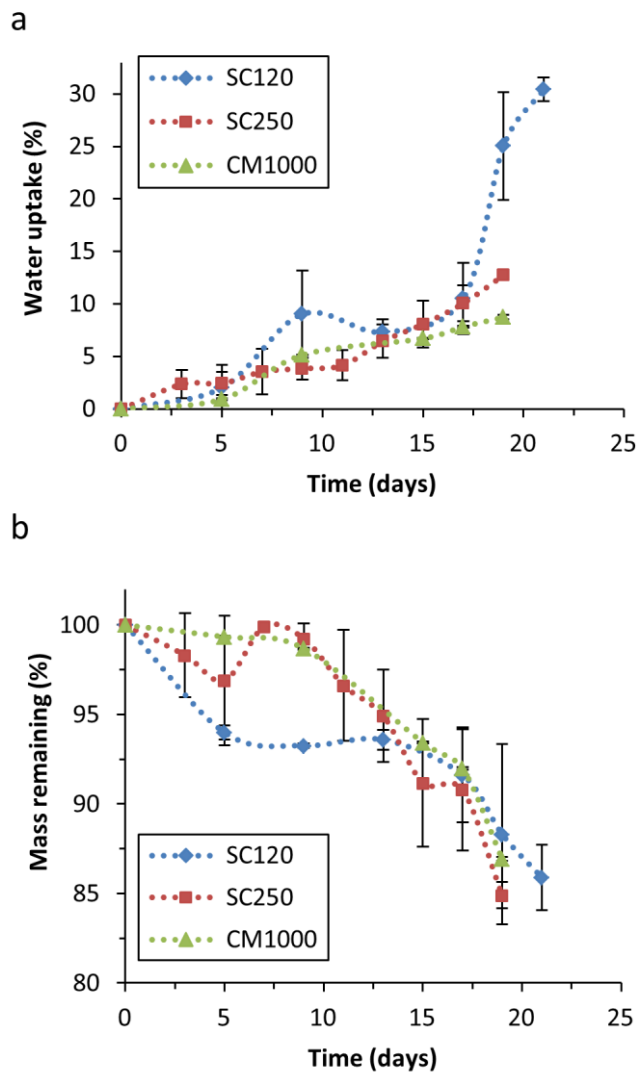 a
SC120
SC250
CM1000
Water uptake (%)
30
25
20
15
10
5
0
0 5 10 15 20 25
Time (days)
b
Mass remaining (%)
100
95
90
85
80
SC120
SC250
CM1000
0 5 10 15 20 25
Time (days)